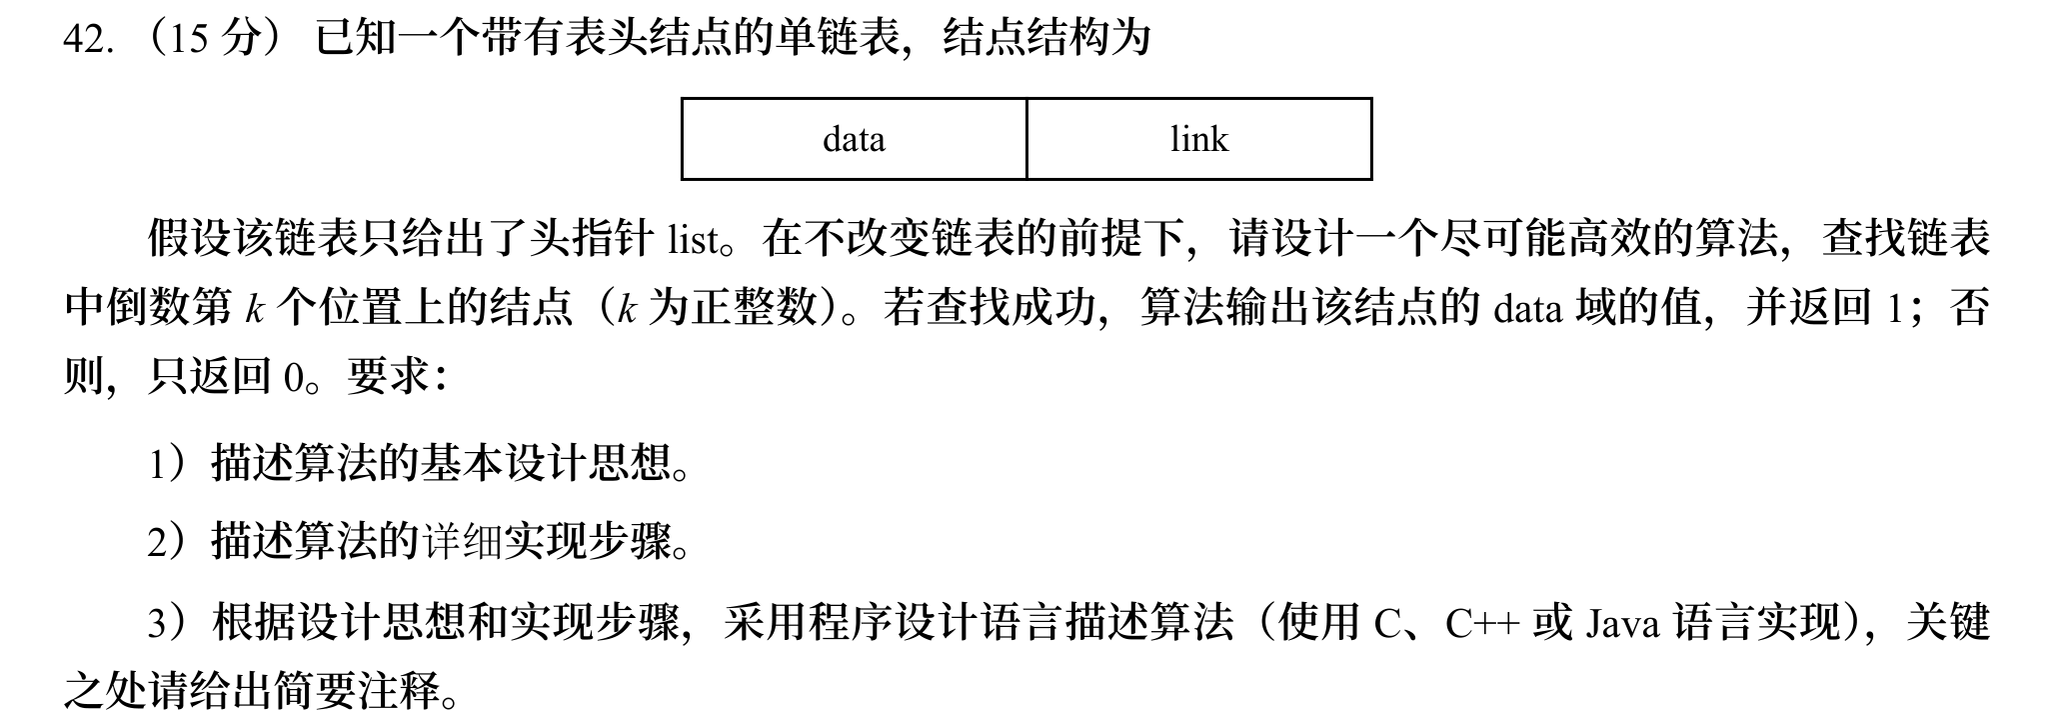 42. （15 分） 已知一个带有表头结点的单链表，结点结构为
data link
假设该链表只给出了头指针 list。在不改变链表的前提下，请设计一个尽可能高效的算法，查找链表
中倒数第 k 个位置上的结点（k 为正整数）。若查找成功，算法输出该结点的 data 域的值，并返回 1；否
则，只返回 0。要求：
1）描述算法的基本设计思想。
2）描述算法的详细实现步骤。
3）根据设计思想和实现步骤，采用程序设计语言描述算法（使用 C、C++ 或 Java 语言实现），关键
之处请给出简要注释。